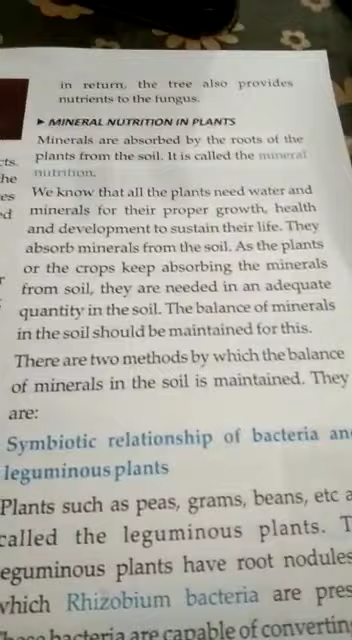 in return, the tree also provides
nutrients to the fungus.
▸ MINERAL NUTRITION IN PLANTS
Minerals are absorbed by the roots of the
plants from the soil. It is called the mineral
nutrition.
We know that all the plants need water and
minerals for their proper growth, health
and development to sustain their life. They
absorb minerals from the soil. As the plants
or the crops keep absorbing the minerals
from soil, they are needed in an adequate
quantity in the soil. The balance of minerals
in the soil should be maintained for this.
There are two methods by which the balance
of minerals in the soil is maintained. They
are:
Symbiotic relationship of bacteria an
leguminous plants
Plants such as peas, grams, beans, etc a
called the leguminous plants. T
eguminous plants have root nodules
which Rhizobium bacteria are pres
bacteria are capable of convertin